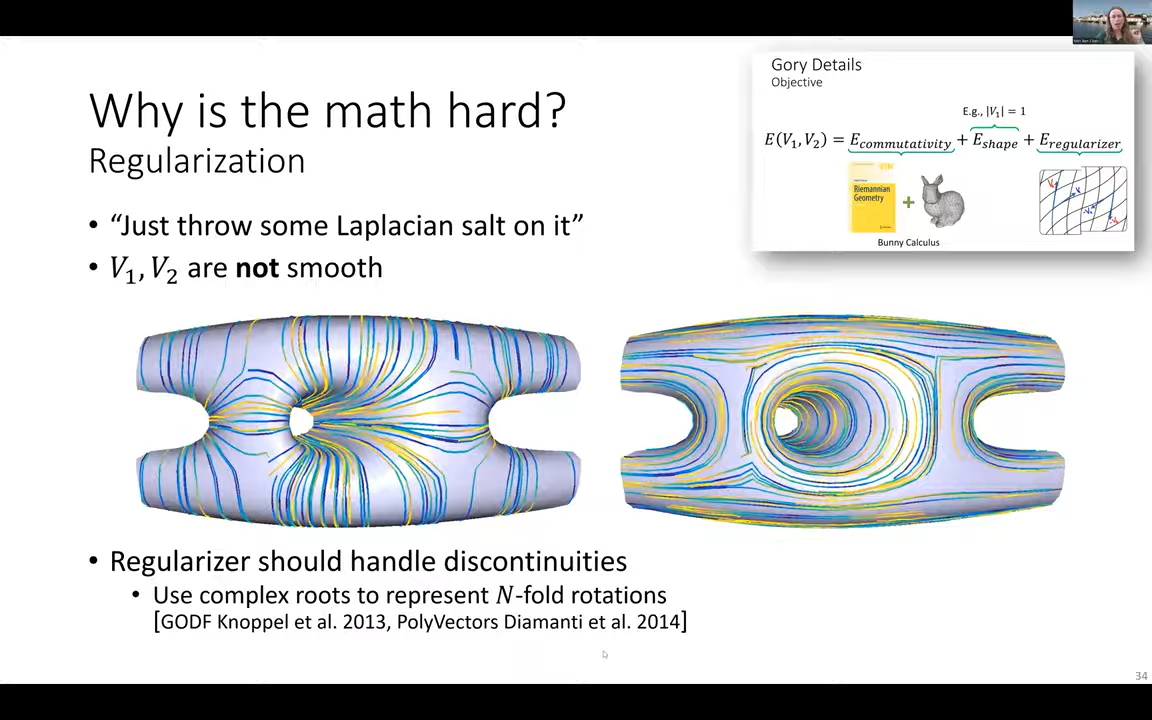 Why is the math hard?
Regularization
• “Just throw some Laplacian salt on it”
• V₁, V₂ are not smooth
Gory Details
Objective
E.g., |V₁| = 1
E(V₁, V₂) = E_commutativity + E_shape + E_regularizer
Riemannian
Geometry
+
Bunny Calculus
• Regularizer should handle discontinuities
• Use complex roots to represent N-fold rotations
[GODF Knoppel et al. 2013, PolyVectors Diamanti et al. 2014]
34